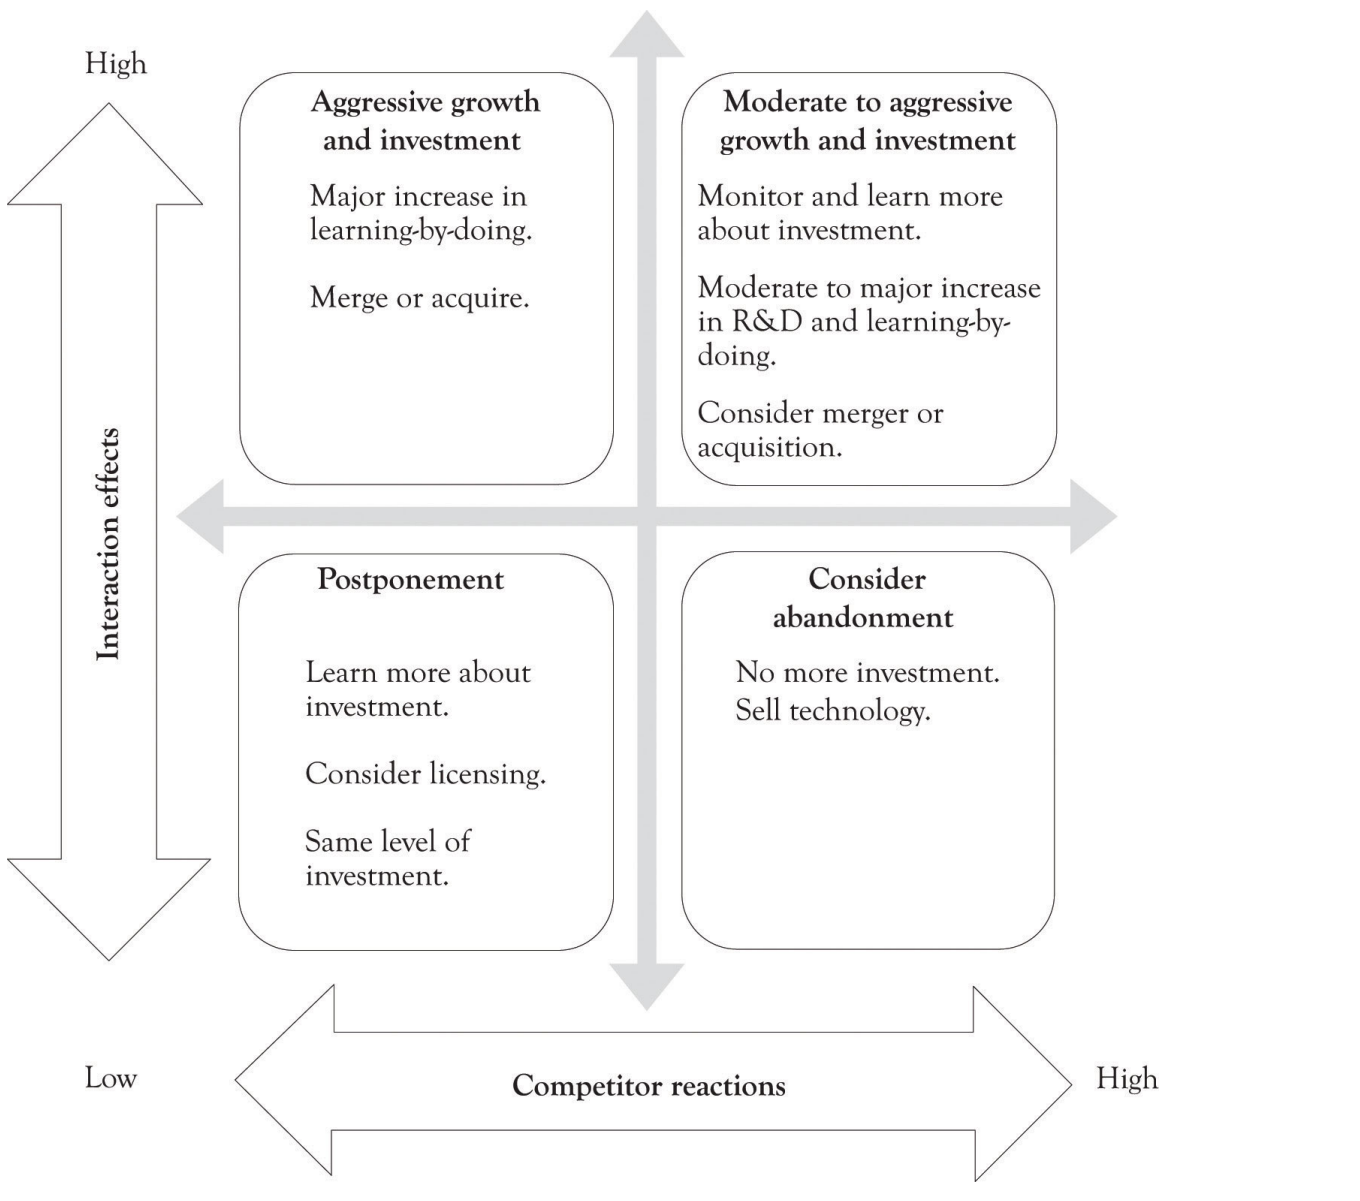 High
Aggressive growth
and investment
Major increase in
learning-by-doing.
Merge or acquire.
Moderate to aggressive
growth and investment
Monitor and learn more
about investment.
Moderate to major increase
in R&D and learning-by-
doing.
Consider merger or
acquisition.
Interaction effects
Postponement
Learn more about
investment.
Consider licensing.
Same level of
investment.
Consider
abandonment
No more investment.
Sell technology.
Low
Competitor reactions
High